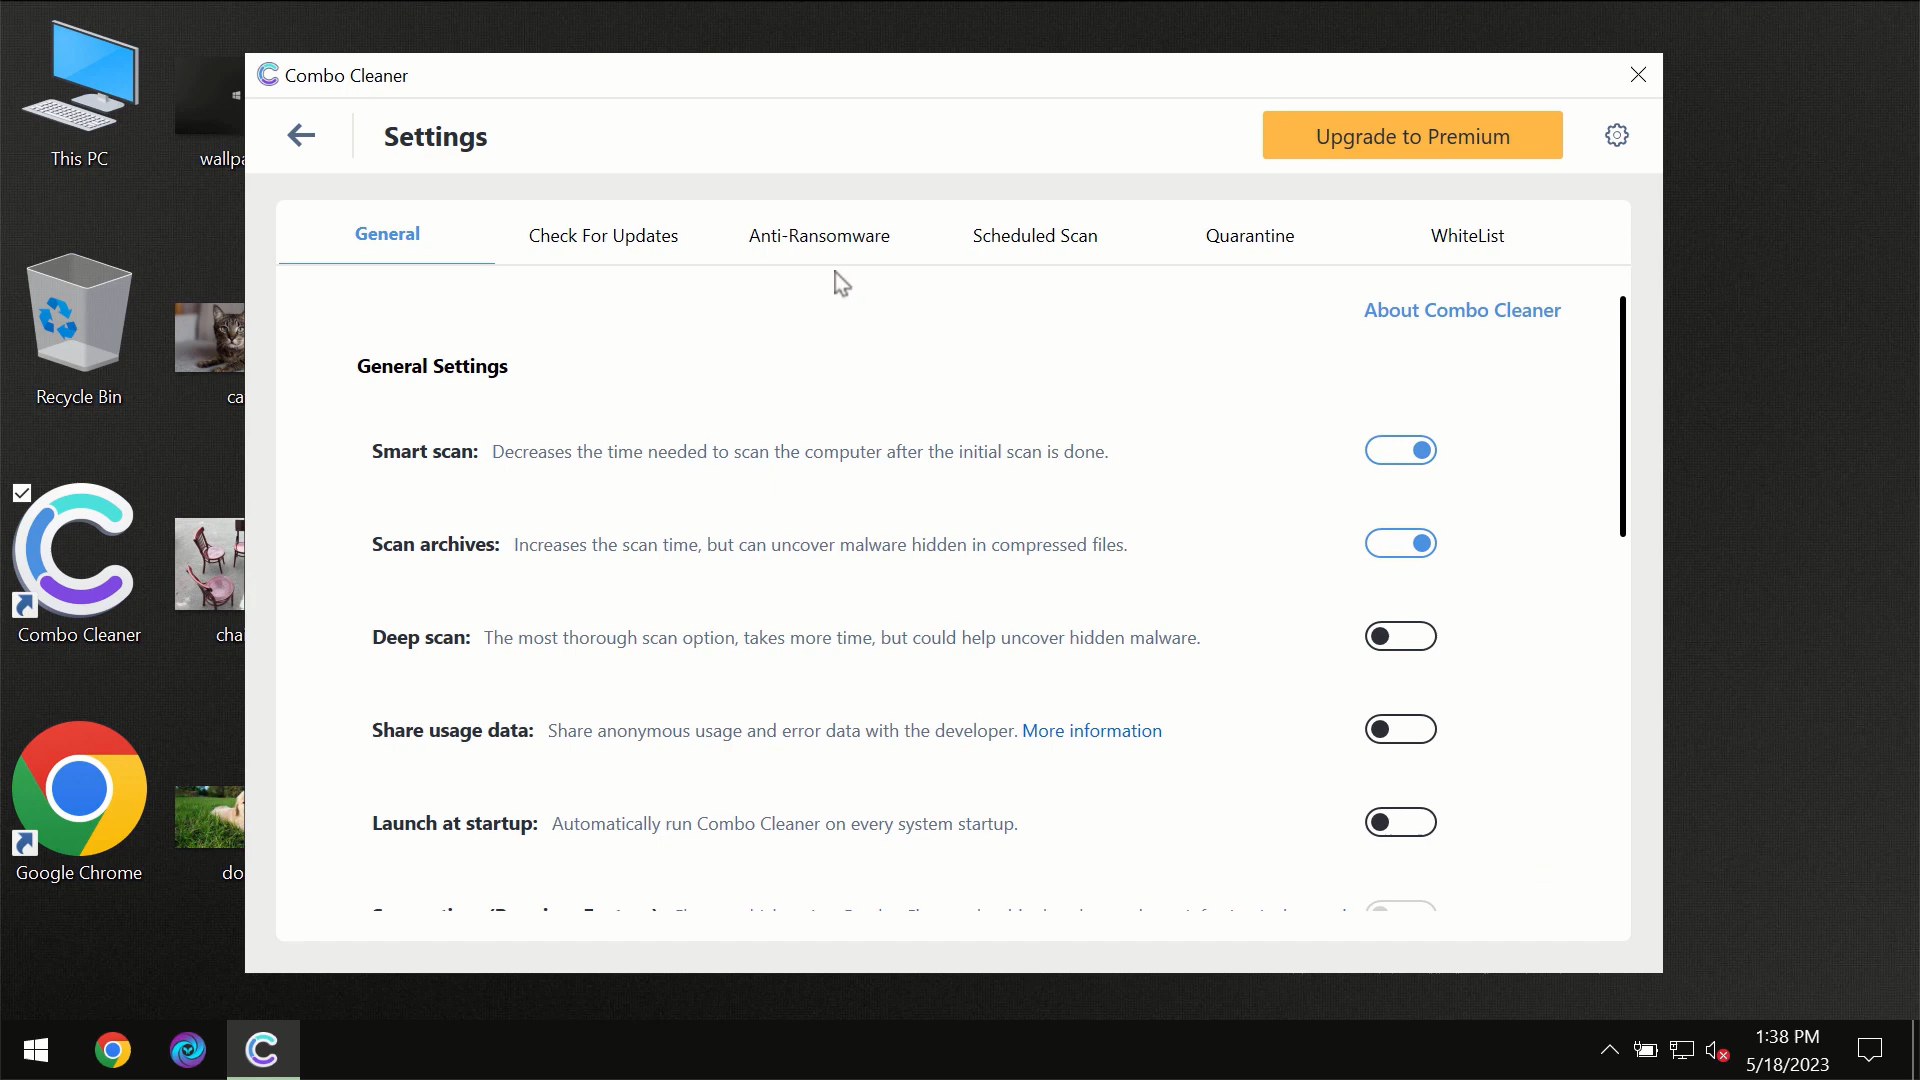 Combo Cleaner
Settings
Upgrade to Premium
General
Check For Updates
Anti-Ransomware
Scheduled Scan
Quarantine
WhiteList
About Combo Cleaner
General Settings
Smart scan: Decreases the time needed to scan the computer after the initial scan is done.
Scan archives: Increases the scan time, but can uncover malware hidden in compressed files.
Deep scan: The most thorough scan option, takes more time, but could help uncover hidden malware.
Share usage data: Share anonymous usage and error data with the developer. More information
Launch at startup: Automatically run Combo Cleaner on every system startup.
This PC
wallpa
Recycle Bin
ca
Combo Cleaner
chai
Google Chrome
do
1:38 PM
5/18/2023